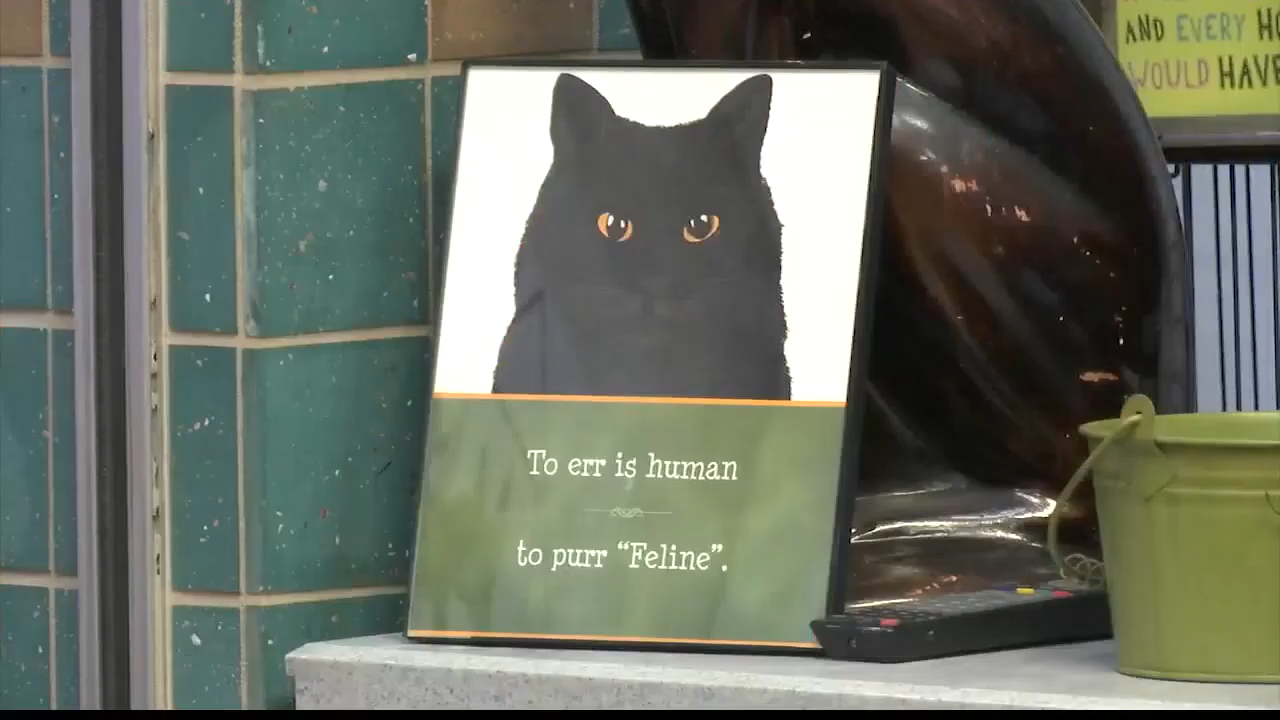 To err is human
to purr “Feline”.
AND EVERY
WOULD HAVE